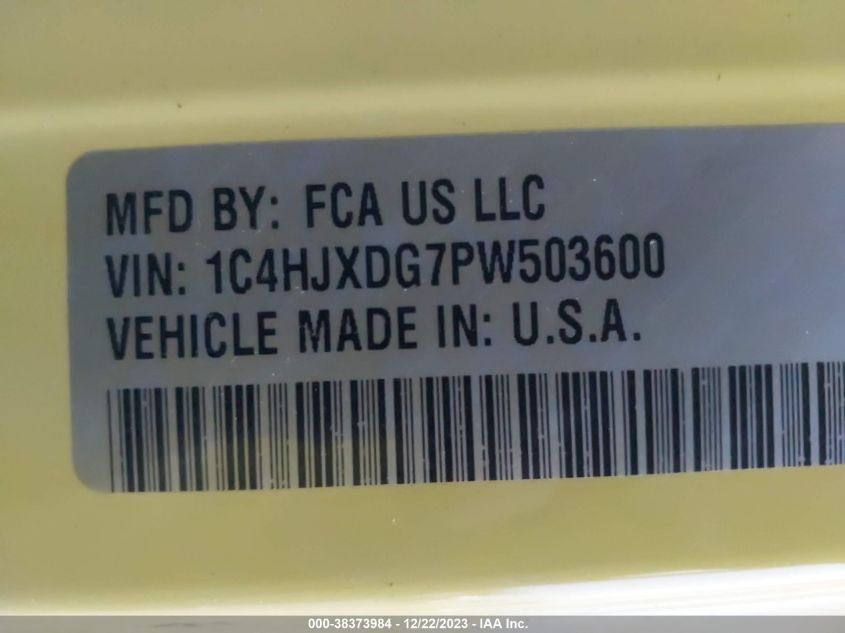 MFD BY: FCA US LLC
VIN: 1C4HJXDG7PW503600
VEHICLE MADE IN: U.S.A.
000-38373984 - 12/22/2023 - IAA Inc.